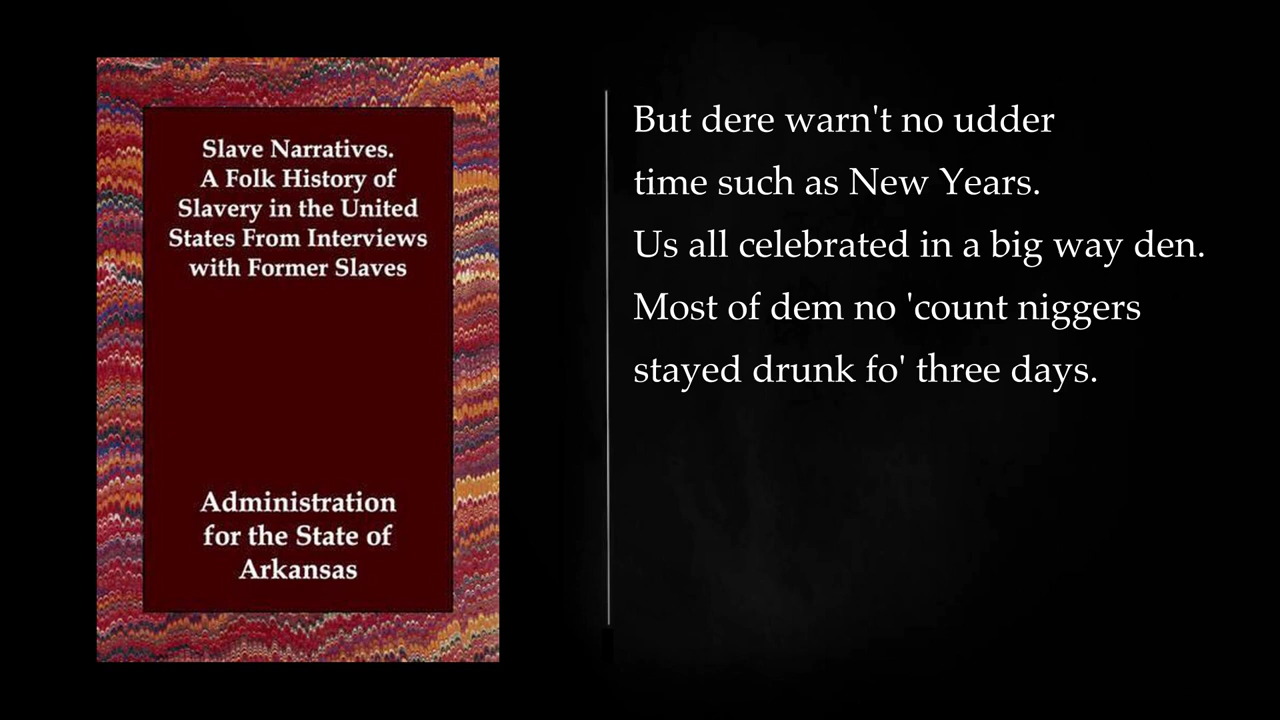 Slave Narratives.
A Folk History of
Slavery in the United
States From Interviews
with Former Slaves
Administration
for the State of
Arkansas
But dere warn't no udder
time such as New Years.
Us all celebrated in a big way den.
Most of dem no 'count niggers
stayed drunk fo' three days.